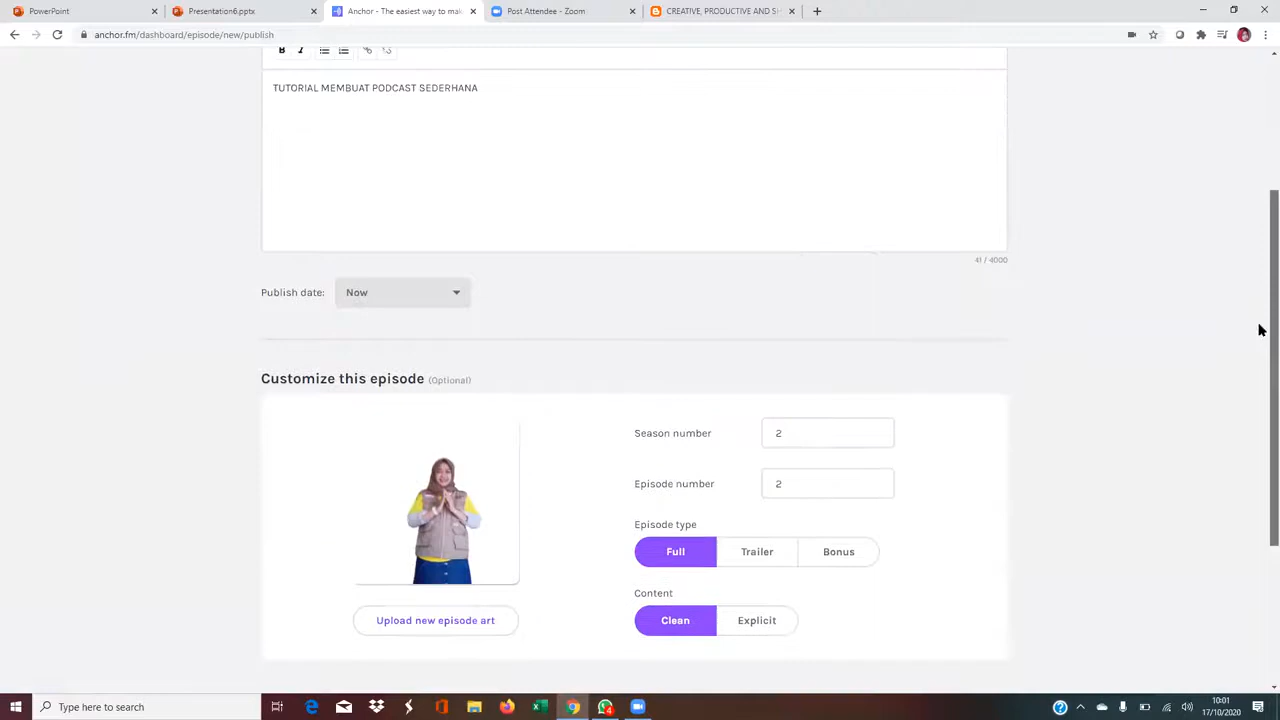 PowerPoint
Presentation6.pptx
Anchor - The easiest way to mak
Post Attendee - Zoom
CREATIVE, PRODUCTIVE AND S
anchor.fm/dashboard/episode/new/publish
B I
TUTORIAL MEMBUAT PODCAST SEDERHANA
41 / 4000
Publish date: Now
Customize this episode (Optional)
Season number 2
Episode number 2
Episode type
Full Trailer Bonus
Content
Upload new episode art
Clean Explicit
Type here to search
4
10:01
17/10/2020